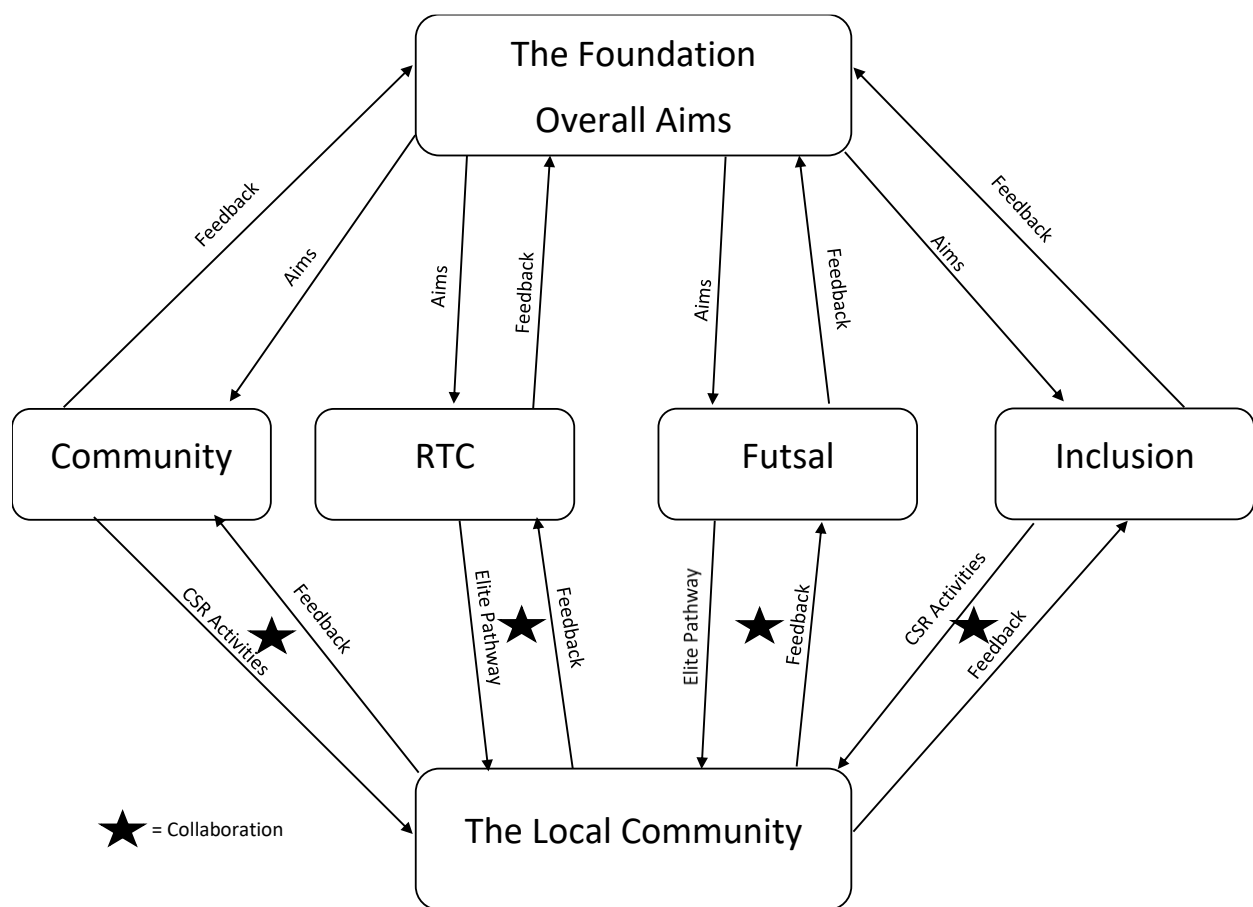 The Foundation
Overall Aims
Feedback
Aims
Aims
Feedback
Aims
Feedback
Aims
Feedback
Community
RTC
Futsal
Inclusion
CSR Activities
Feedback
Elite Pathway
Feedback
Elite Pathway
Feedback
CSR Activities
Feedback
The Local Community
= Collaboration